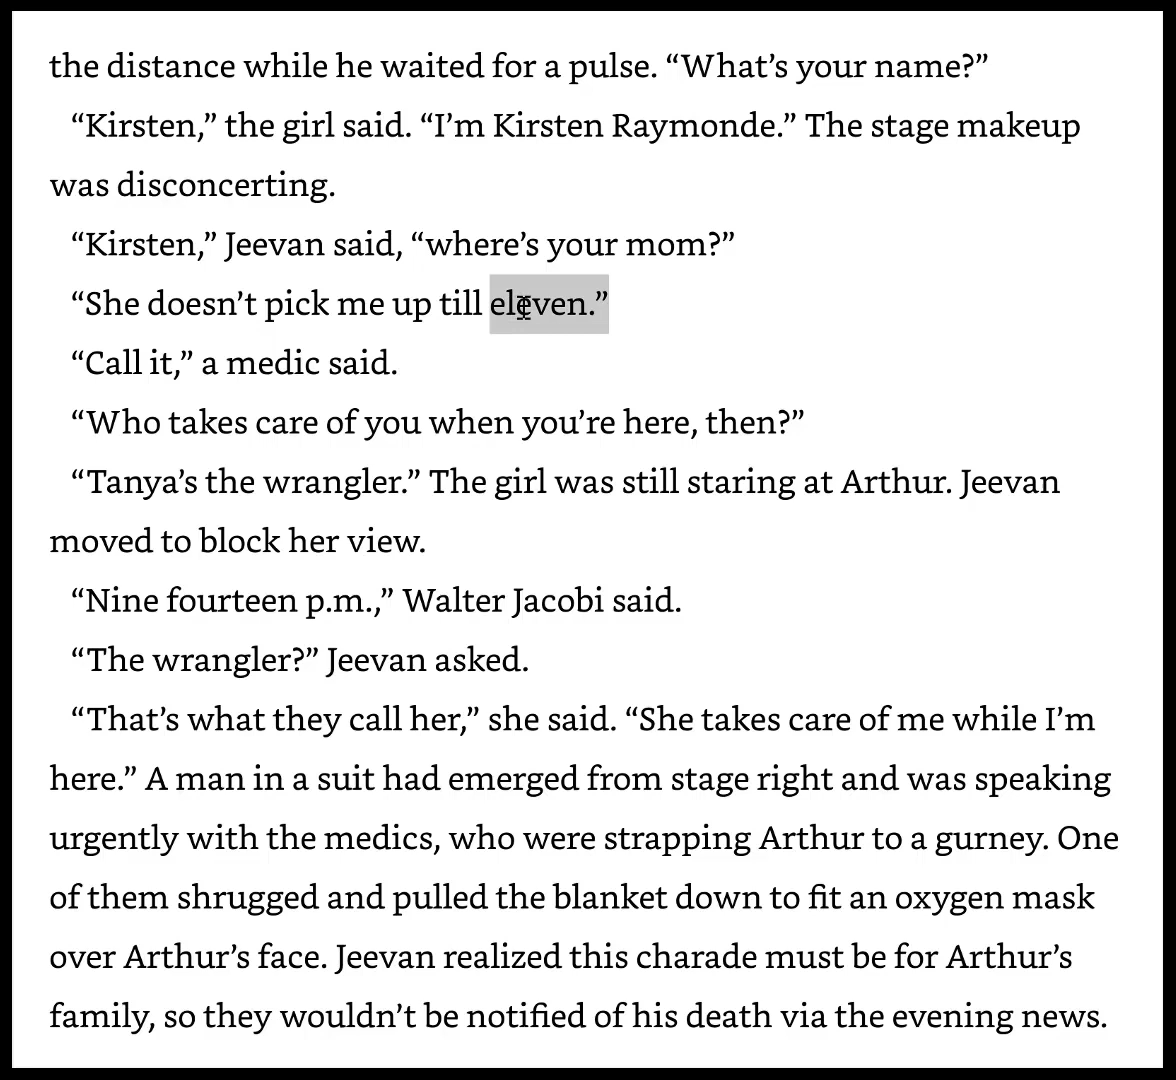 the distance while he waited for a pulse. “What’s your name?”
“Kirsten,” the girl said. “I’m Kirsten Raymonde.” The stage makeup
was disconcerting.
“Kirsten,” Jeevan said, “where’s your mom?”
“She doesn’t pick me up till eleven.”
“Call it,” a medic said.
“Who takes care of you when you’re here, then?”
“Tanya’s the wrangler.” The girl was still staring at Arthur. Jeevan
moved to block her view.
“Nine fourteen p.m.,” Walter Jacobi said.
“The wrangler?” Jeevan asked.
“That’s what they call her,” she said. “She takes care of me while I’m
here.” A man in a suit had emerged from stage right and was speaking
urgently with the medics, who were strapping Arthur to a gurney. One
of them shrugged and pulled the blanket down to fit an oxygen mask
over Arthur’s face. Jeevan realized this charade must be for Arthur’s
family, so they wouldn’t be notified of his death via the evening news.